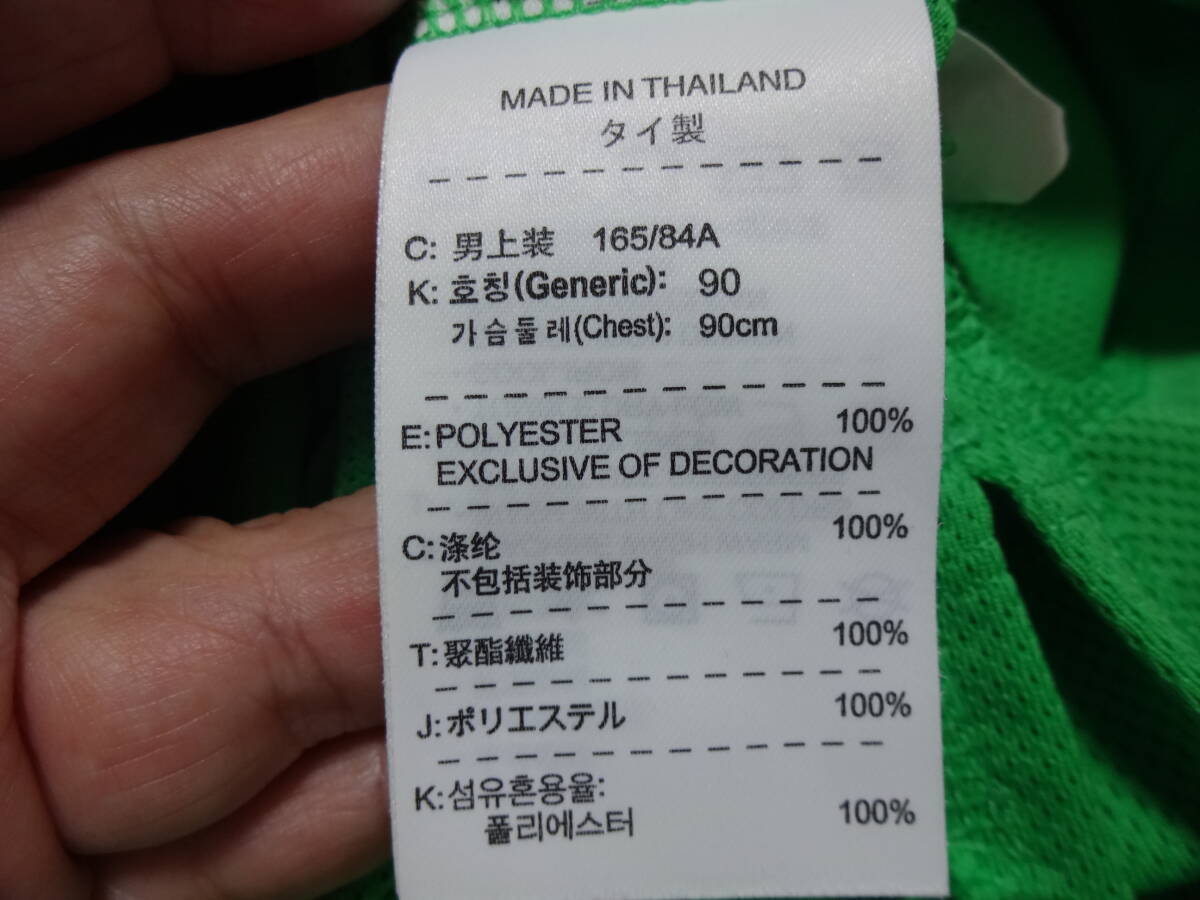 MADE IN THAILAND
タイ製
C: 男上装 165/84A
K: 호칭(Generic): 90
가슴둘레(Chest): 90cm
E: POLYESTER 100%
EXCLUSIVE OF DECORATION
C: 涤纶 100%
不包括装饰部分
T: 聚酯纖維 100%
J: ポリエステル 100%
K: 섬유혼용율:
폴리에스터 100%